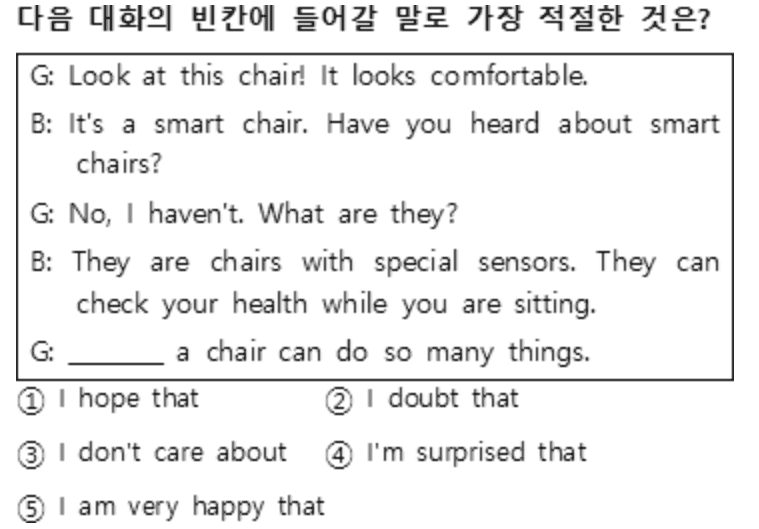 다음 대화의 빈칸에 들어갈 말로 가장 적절한 것은?
G: Look at this chair! It looks comfortable.
B: It's a smart chair. Have you heard about smart
chairs?
G: No, I haven't. What are they?
B: They are chairs with special sensors. They can
check your health while you are sitting.
G: ________ a chair can do so many things.
① I hope that ② I doubt that
③ I don't care about ④ I'm surprised that
⑤ I am very happy that